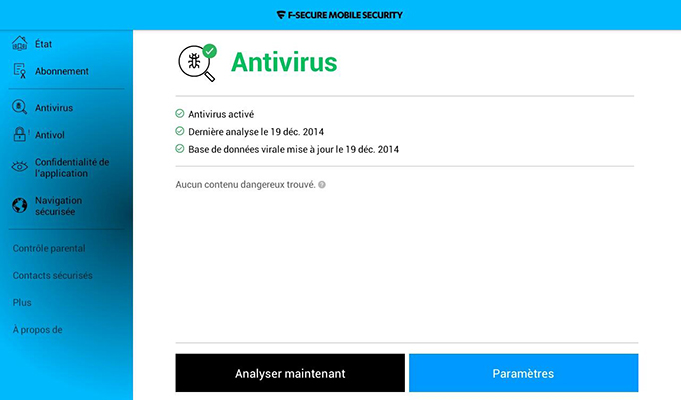 F-SECURE MOBILE SECURITY
État
Abonnement
Antivirus
Antivol
Confidentialité de
l'application
Navigation
sécurisée
Contrôle parental
Contacts sécurisés
Plus
À propos de
Antivirus
Antivirus activé
Dernière analyse le 19 déc. 2014
Base de données virale mise à jour le 19 déc. 2014
Aucun contenu dangereux trouvé. ?
Analyser maintenant
Paramètres